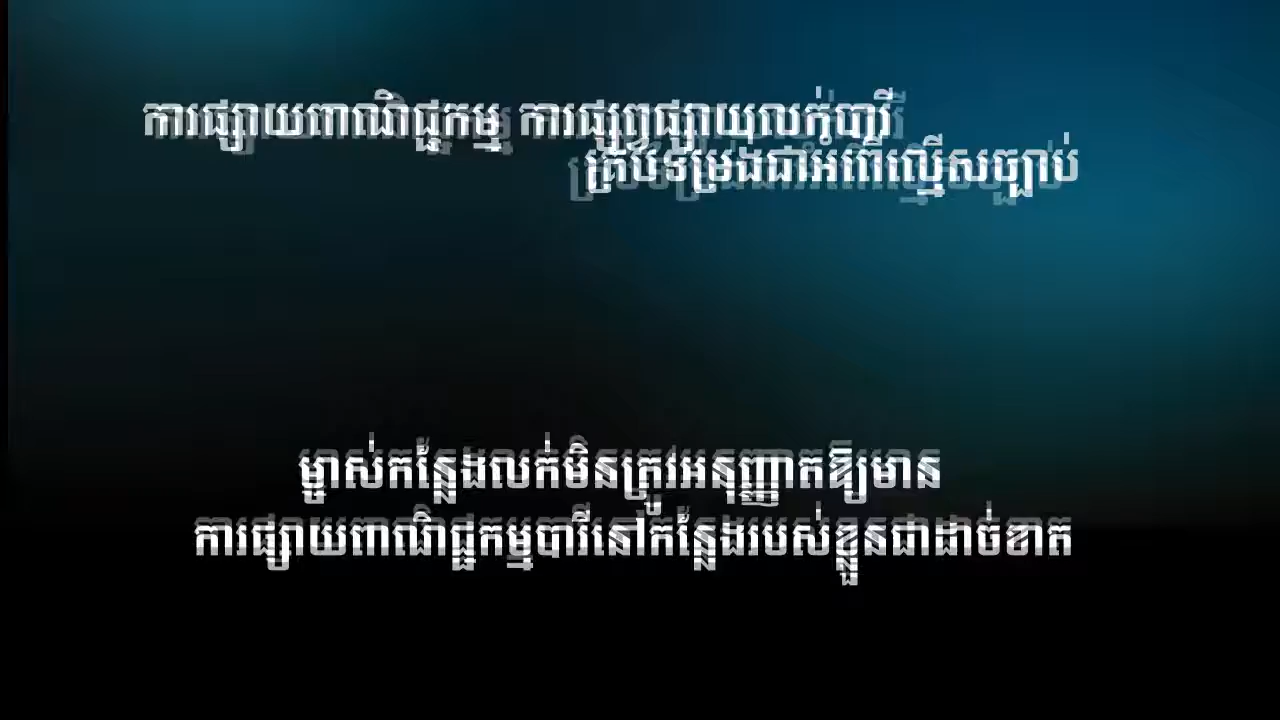 ការផ្សាយពាណិជ្ជកម្ម ការផ្សព្វផ្សាយលក់បារី
គ្រប់ទម្រង់ជាអំពើល្មើសច្បាប់
ម្ចាស់កន្លែងលក់មិនត្រូវអនុញ្ញាតឱ្យមាន
ការផ្សាយពាណិជ្ជកម្មបារីនៅកន្លែងរបស់ខ្លួនជាដាច់ខាត